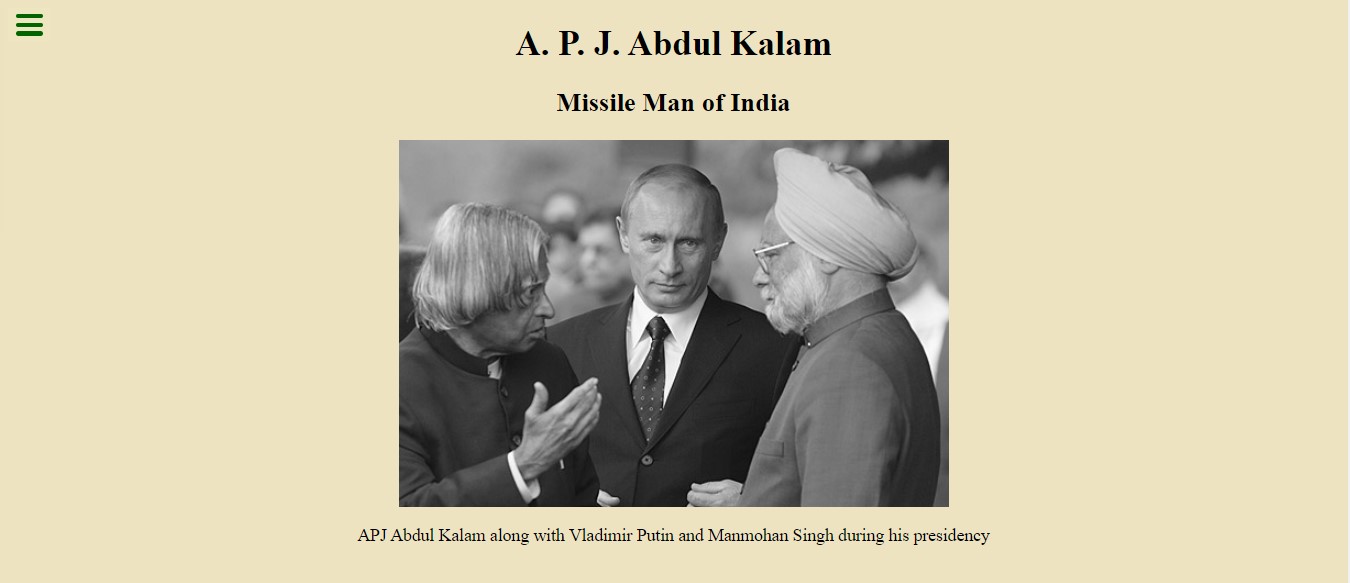 A. P. J. Abdul Kalam
Missile Man of India
APJ Abdul Kalam along with Vladimir Putin and Manmohan Singh during his presidency